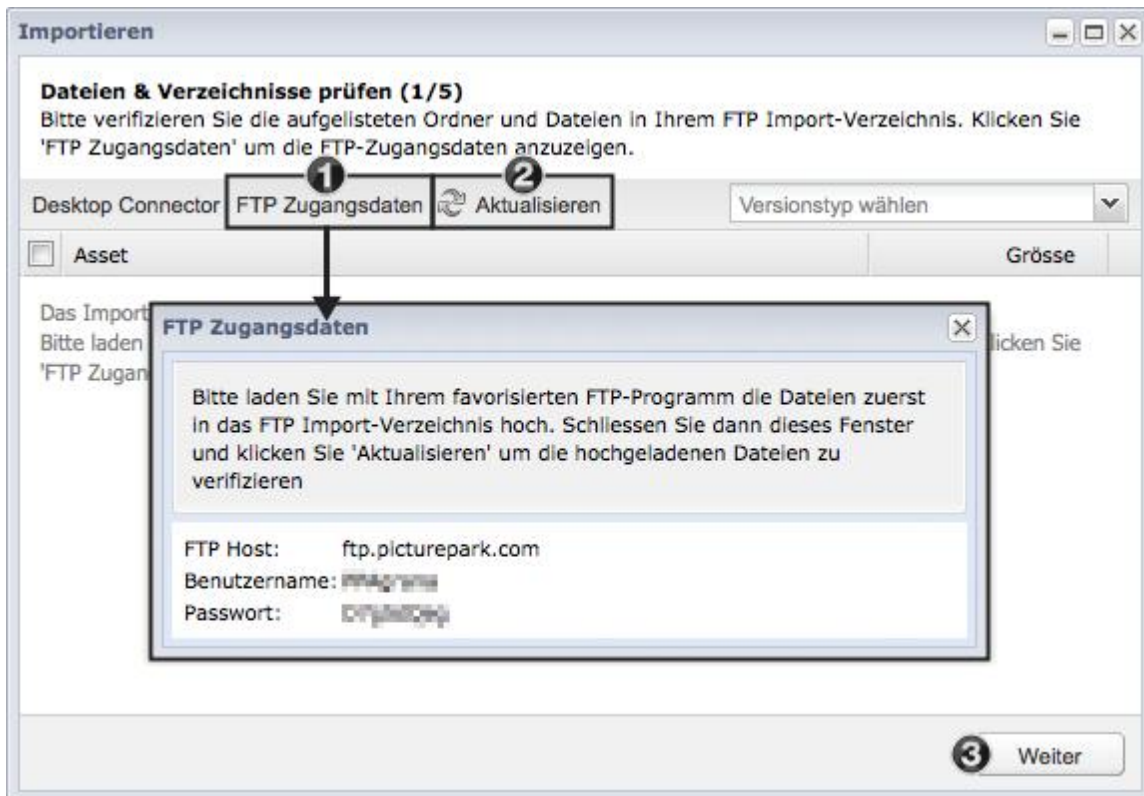 Importieren
Dateien & Verzeichnisse prüfen (1/5)
Bitte verifizieren Sie die aufgelisteten Ordner und Dateien in Ihrem FTP Import-Verzeichnis. Klicken Sie
'FTP Zugangsdaten' um die FTP-Zugangsdaten anzuzeigen.
1 2
Desktop Connector FTP Zugangsdaten Aktualisieren Versionstyp wählen
Asset Grösse
Das Import
Bitte laden licken Sie
'FTP Zugan
FTP Zugangsdaten
Bitte laden Sie mit Ihrem favorisierten FTP-Programm die Dateien zuerst
in das FTP Import-Verzeichnis hoch. Schliessen Sie dann dieses Fenster
und klicken Sie 'Aktualisieren' um die hochgeladenen Dateien zu
verifizieren
FTP Host: ftp.picturepark.com
Benutzername:
Passwort:
3 Weiter